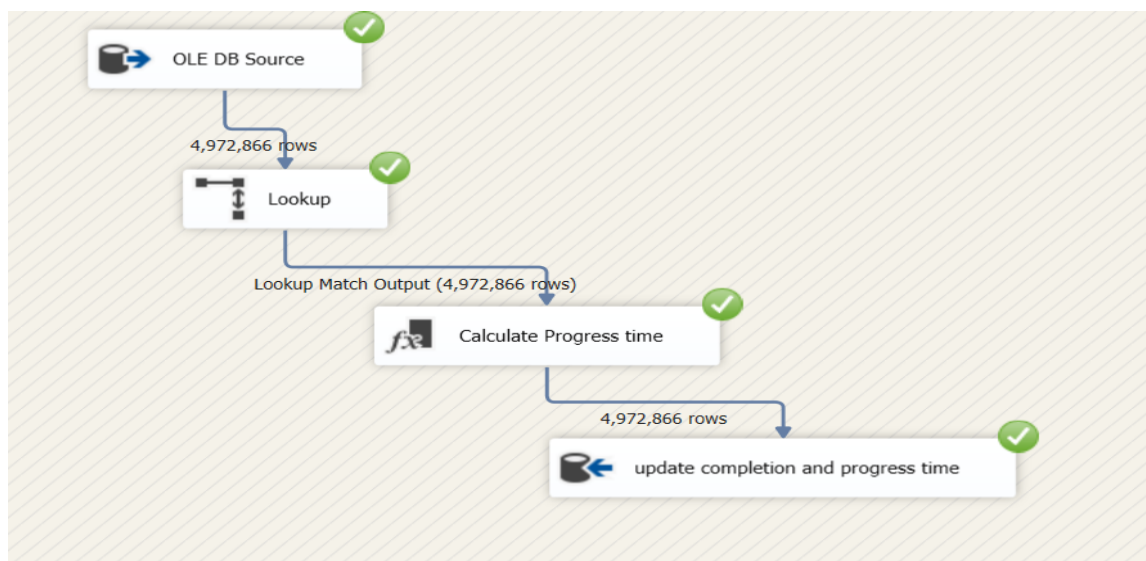 OLE DB Source
4,972,866 rows
Lookup
Lookup Match Output (4,972,866 rows)
Calculate Progress time
4,972,866 rows
update completion and progress time